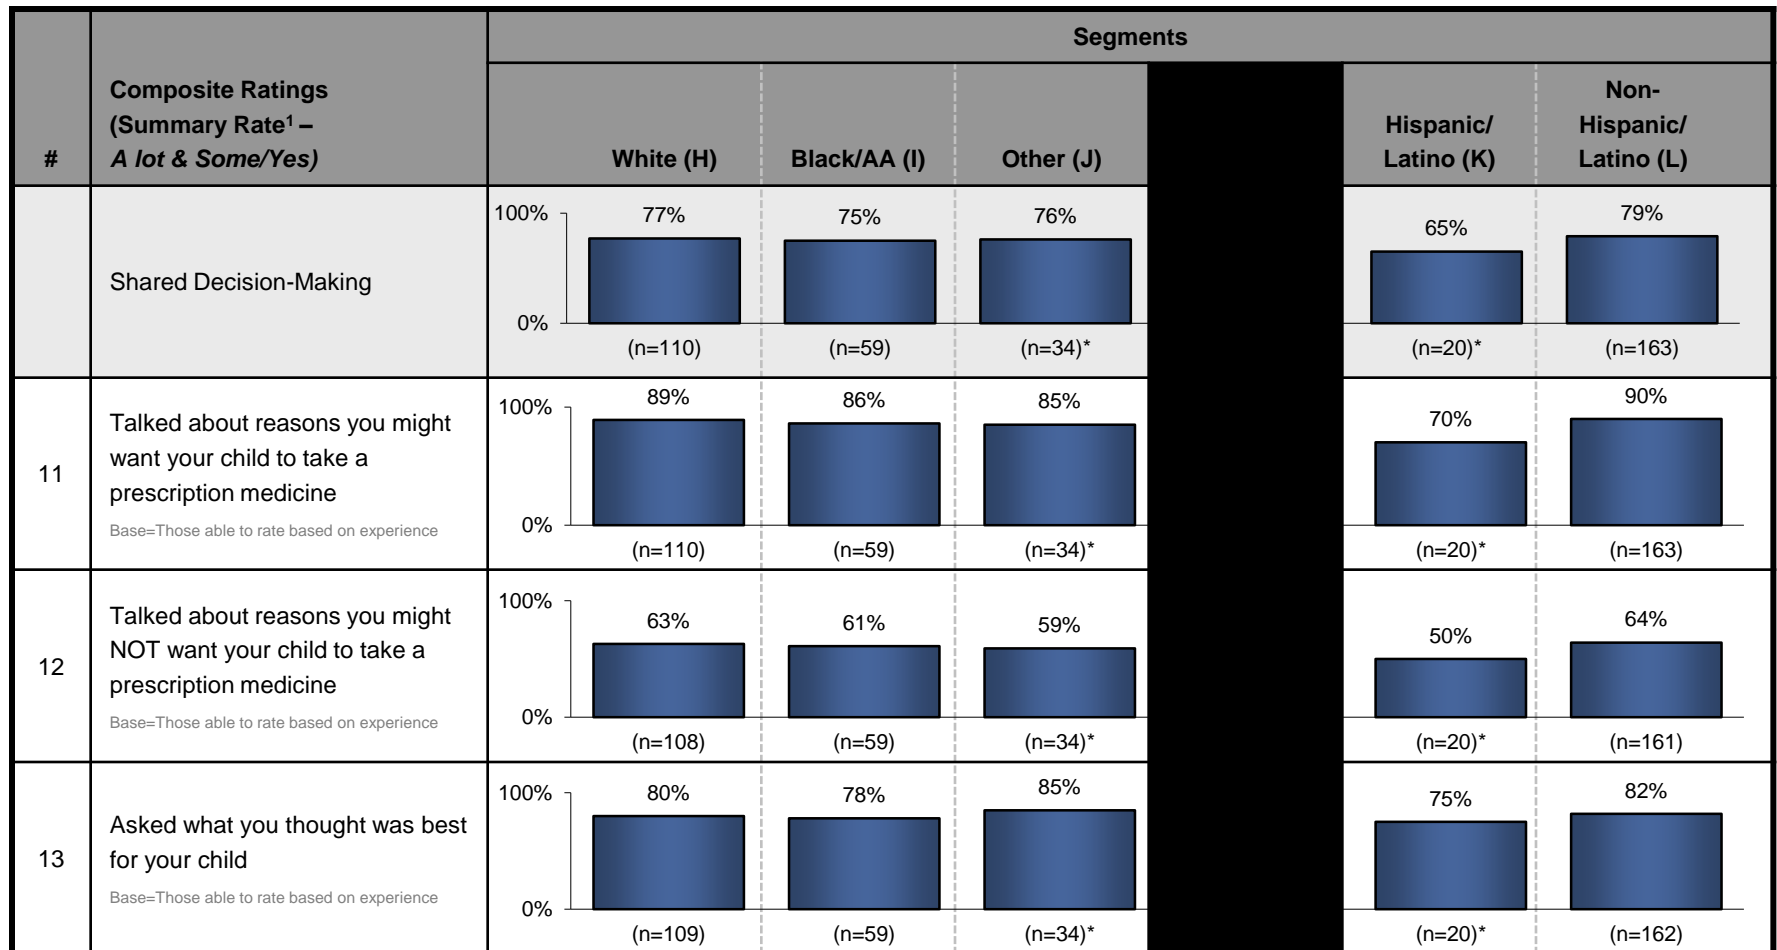 Segments
Composite Ratings
(Summary Rate¹ –
# A lot & Some/Yes)
White (H) Black/AA (I) Other (J)
Hispanic/
Latino (K)
Non-
Hispanic/
Latino (L)
Shared Decision-Making
100% 77% 75% 76% 65% 79%
0%
(n=110) (n=59) (n=34)* (n=20)* (n=163)
11
Talked about reasons you might
want your child to take a
prescription medicine
Base=Those able to rate based on experience
100% 89% 86% 85% 70% 90%
0%
(n=110) (n=59) (n=34)* (n=20)* (n=163)
12
Talked about reasons you might
NOT want your child to take a
prescription medicine
Base=Those able to rate based on experience
100% 63% 61% 59% 50% 64%
0%
(n=108) (n=59) (n=34)* (n=20)* (n=161)
13
Asked what you thought was best
for your child
Base=Those able to rate based on experience
100% 80% 78% 85% 75% 82%
0%
(n=109) (n=59) (n=34)* (n=20)* (n=162)